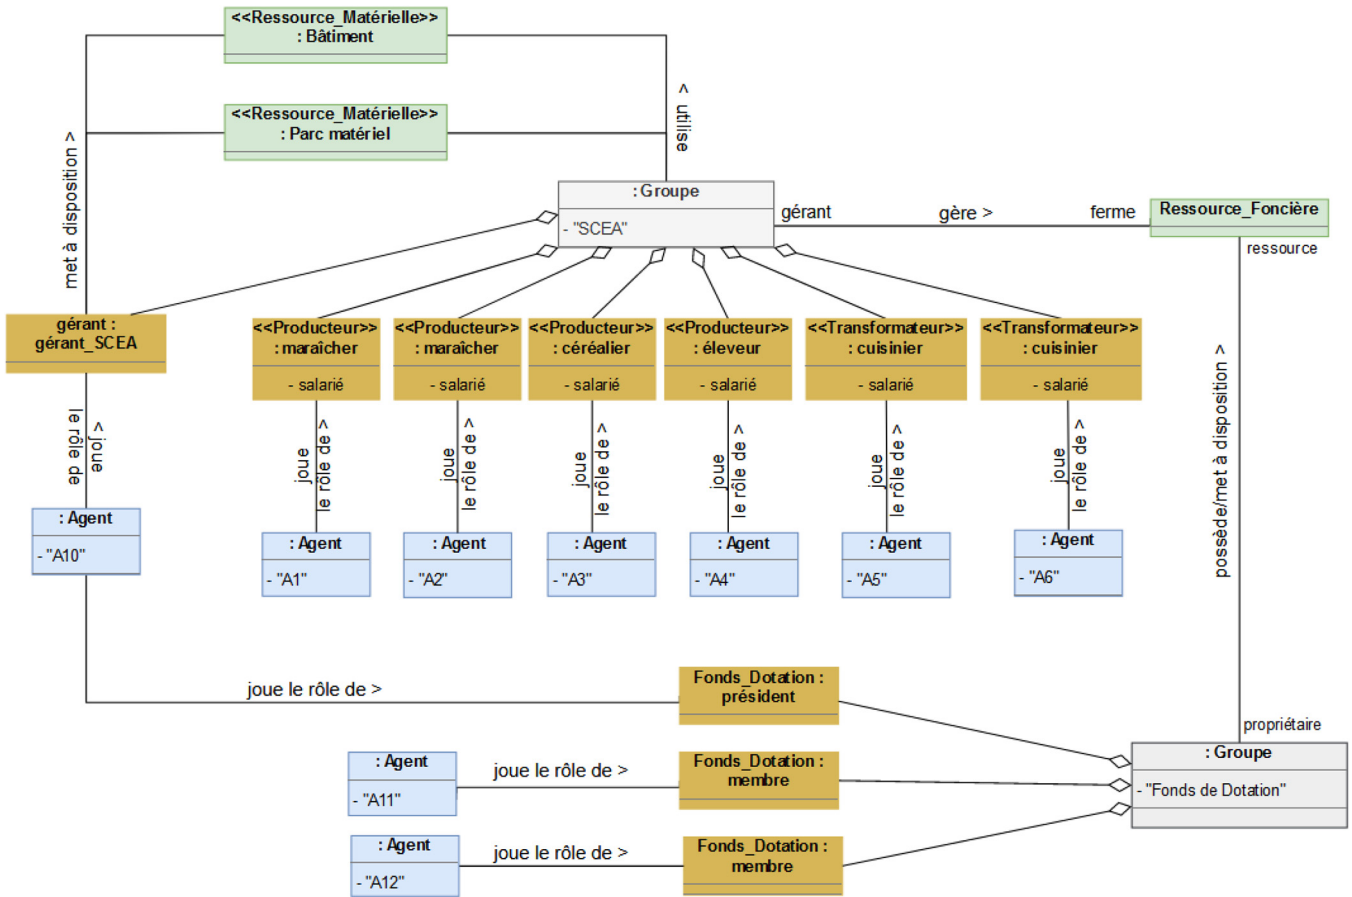 <<Ressource_Matérielle>>
: Bâtiment
<<Ressource_Matérielle>>
: Parc matériel
< utilise
met à disposition >
: Groupe
- "SCEA"
gérant
gère >
ferme
Ressource_Foncière
ressource
gérant :
gérant_SCEA
<<Producteur>>
: maraîcher
- salarié
<<Producteur>>
: maraîcher
- salarié
<<Producteur>>
: céréalier
- salarié
<<Producteur>>
: éleveur
- salarié
<<Transformateur>>
: cuisinier
- salarié
<<Transformateur>>
: cuisinier
- salarié
< joue
le rôle de
joue
le rôle de >
joue
le rôle de >
joue
le rôle de >
joue
le rôle de >
joue
le rôle de >
joue
le rôle de >
possède/met à disposition >
: Agent
- "A10"
: Agent
- "A1"
: Agent
- "A2"
: Agent
- "A3"
: Agent
- "A4"
: Agent
- "A5"
: Agent
- "A6"
joue le rôle de >
Fonds_Dotation :
président
propriétaire
: Groupe
- "Fonds de Dotation"
: Agent
- "A11"
joue le rôle de >
Fonds_Dotation :
membre
: Agent
- "A12"
joue le rôle de >
Fonds_Dotation :
membre